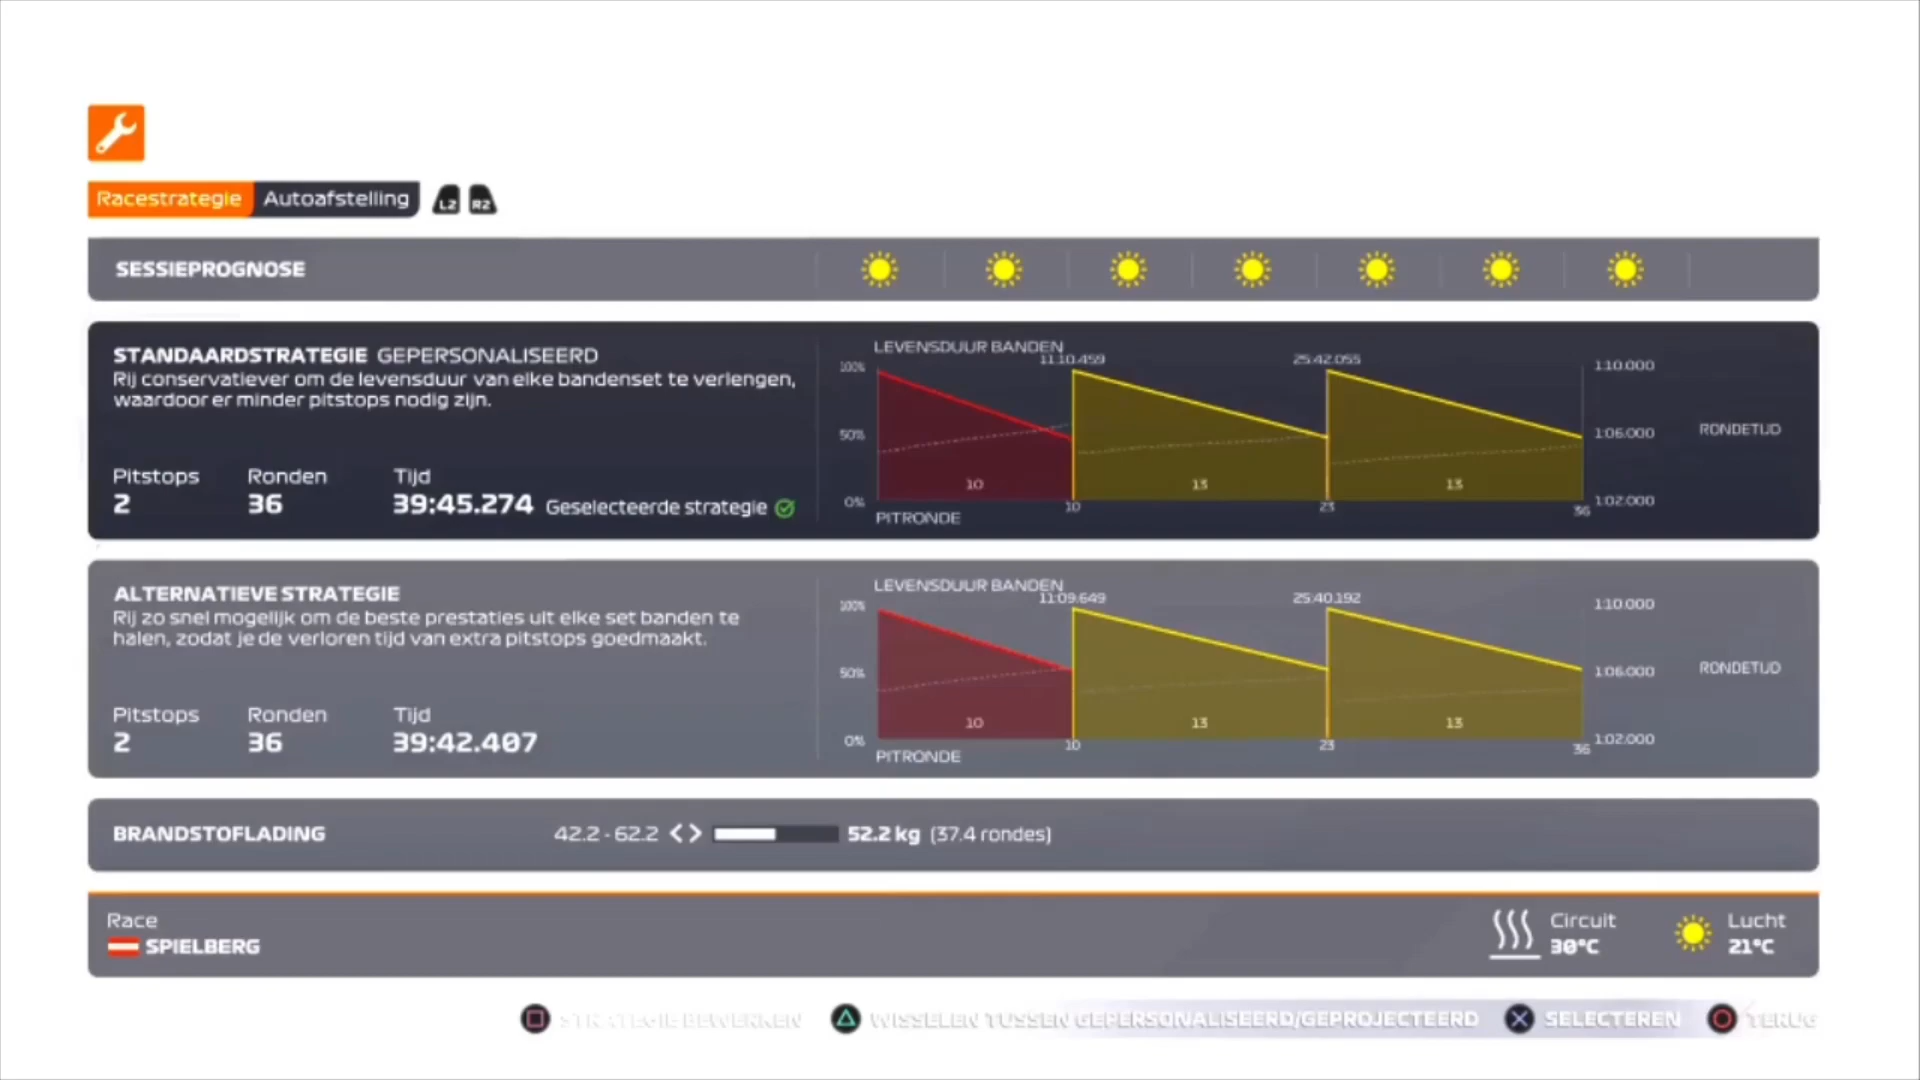 Racestrategie Autoafstelling L2 R2
SESSIEPROGNOSE
STANDAARDSTRATEGIE GEPERSONALISEERD
Rij conservatiever om de levensduur van elke bandenset te verlengen,
waardoor er minder pitstops nodig zijn.
Pitstops Ronden Tijd
2 36 39:45.274 Geselecteerde strategie
LEVENSDUUR BANDEN
11:10.459 25:42.055
100% 1:10.000
50% 1:06.000 RONDETIJD
10 13 13
0% 10 23 36 1:02.000
PITRONDE
ALTERNATIEVE STRATEGIE
Rij zo snel mogelijk om de beste prestaties uit elke set banden te
halen, zodat je de verloren tijd van extra pitstops goedmaakt.
Pitstops Ronden Tijd
2 36 39:42.407
LEVENSDUUR BANDEN
11:09.649 25:40.192
100% 1:10.000
50% 1:06.000 RONDETIJD
10 13 13
0% 10 23 36 1:02.000
PITRONDE
BRANDSTOFLADING 42.2 - 62.2 <> 52.2 kg (37.4 rondes)
Race
SPIELBERG
Circuit
30°C
Lucht
21°C
STRATEGIE BEWERKEN WISSELEN TUSSEN GEPERSONALISEERD/GEPROJECTEERD SELECTEREN TERUG